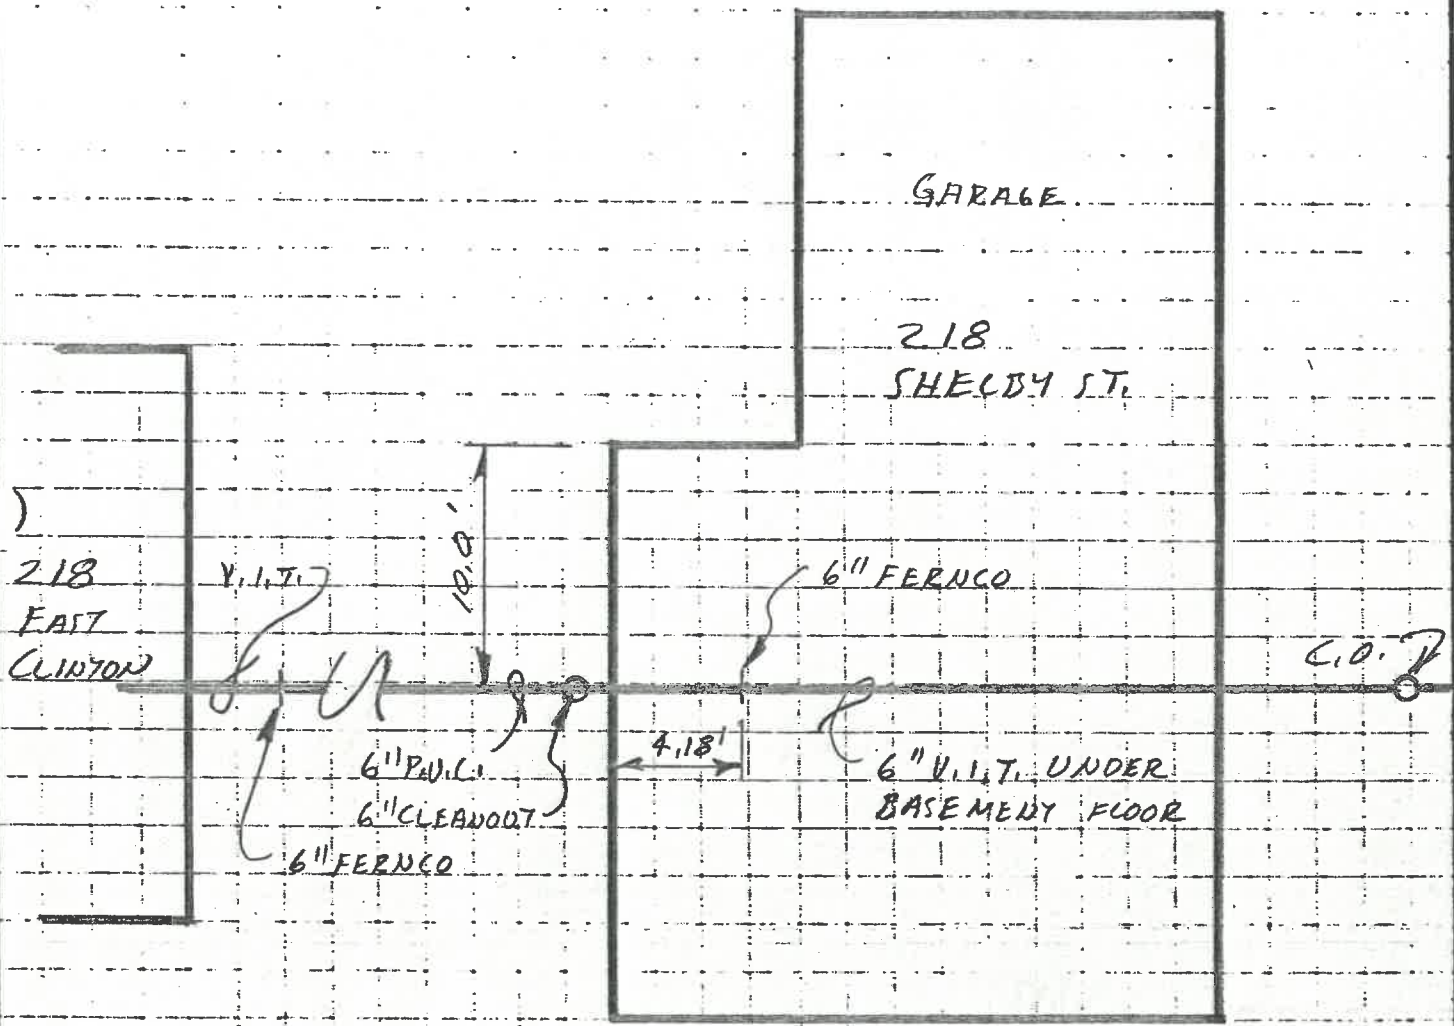 GARAGE
218
SHELBY ST.
)
218
EAST
CLINTON
V.I.T.
10.0'
6" FERNCO
C.O.
4.18'
6" P.V.C.
6" CLEANOUT
6" FERNCO
6" V.I.T. UNDER
BASEMENT FLOOR